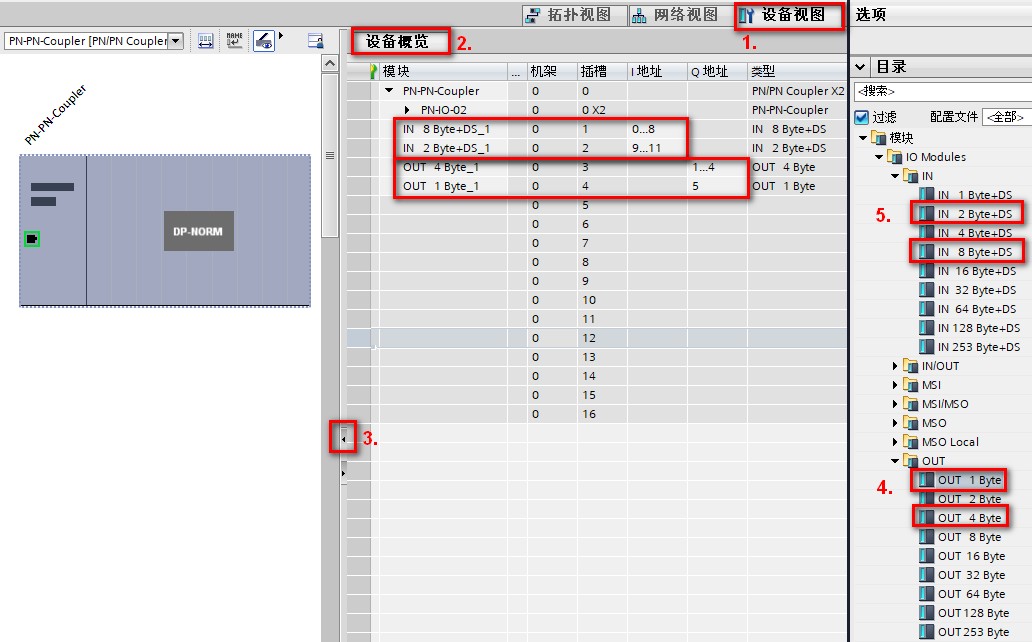 拓扑视图 网络视图 设备视图 选项
PN-PN-Coupler [PN/PN Coupler
NAME
设备概览 2. 1.
目录
模块 ... 机架 插槽 I 地址 Q 地址 类型
<搜索>
PN-PN-Coupler 0 0 PN/PN Coupler X2
PN-IO-02 0 0 X2 PN-PN-Coupler
IN 8 Byte+DS_1 0 1 0...8 IN 8 Byte+DS
IN 2 Byte+DS_1 0 2 9...11 IN 2 Byte+DS
OUT 4 Byte_1 0 3 1...4 OUT 4 Byte
OUT 1 Byte_1 0 4 5 OUT 1 Byte
0 5
0 6
0 7
0 8
0 9
0 10
0 11
0 12
0 13
0 14
0 15
0 16
PN-PN-Coupler
DP-NORM
3.
过滤 配置文件 <全部>
模块
IO Modules
IN
IN 1 Byte+DS
5. IN 2 Byte+DS
IN 4 Byte+DS
IN 8 Byte+DS
IN 16 Byte+DS
IN 32 Byte+DS
IN 64 Byte+DS
IN 128 Byte+DS
IN 253 Byte+DS
IN/OUT
MSI
MSI/MSO
MSO
MSO Local
OUT
4. OUT 1 Byte
OUT 2 Byte
OUT 4 Byte
OUT 8 Byte
OUT 16 Byte
OUT 32 Byte
OUT 64 Byte
OUT 128 Byte
OUT 253 Byte